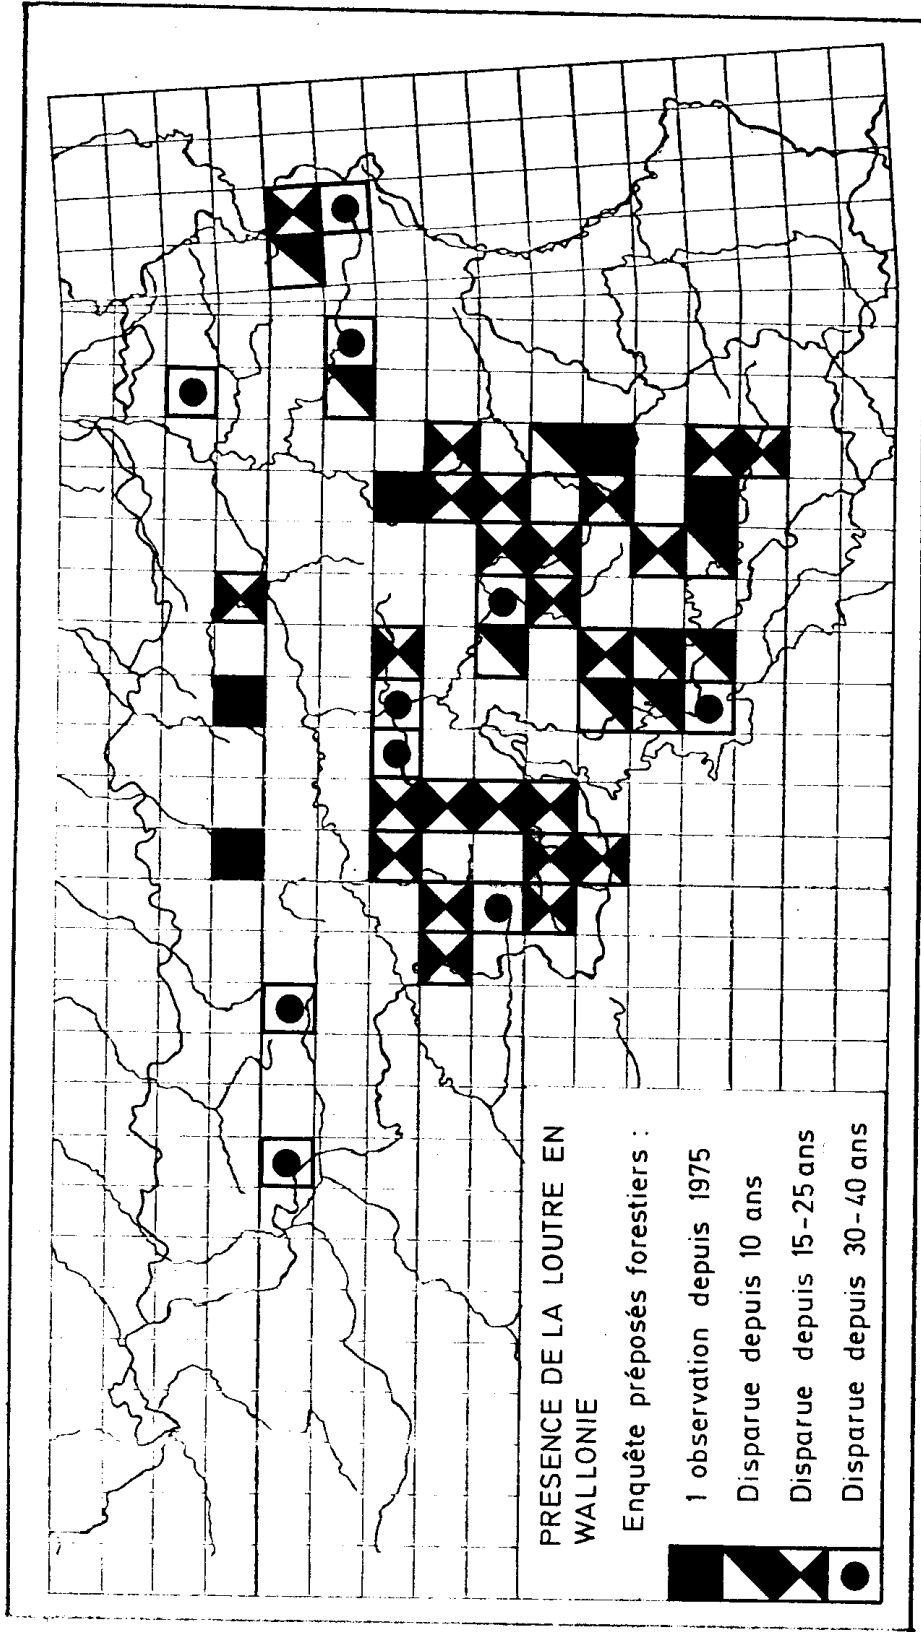 PRESENCE DE LA LOUTRE EN
WALLONIE
Enquête préposés forestiers :
1 observation depuis 1975
Disparue depuis 10 ans
Disparue depuis 15-25 ans
Disparue depuis 30-40 ans